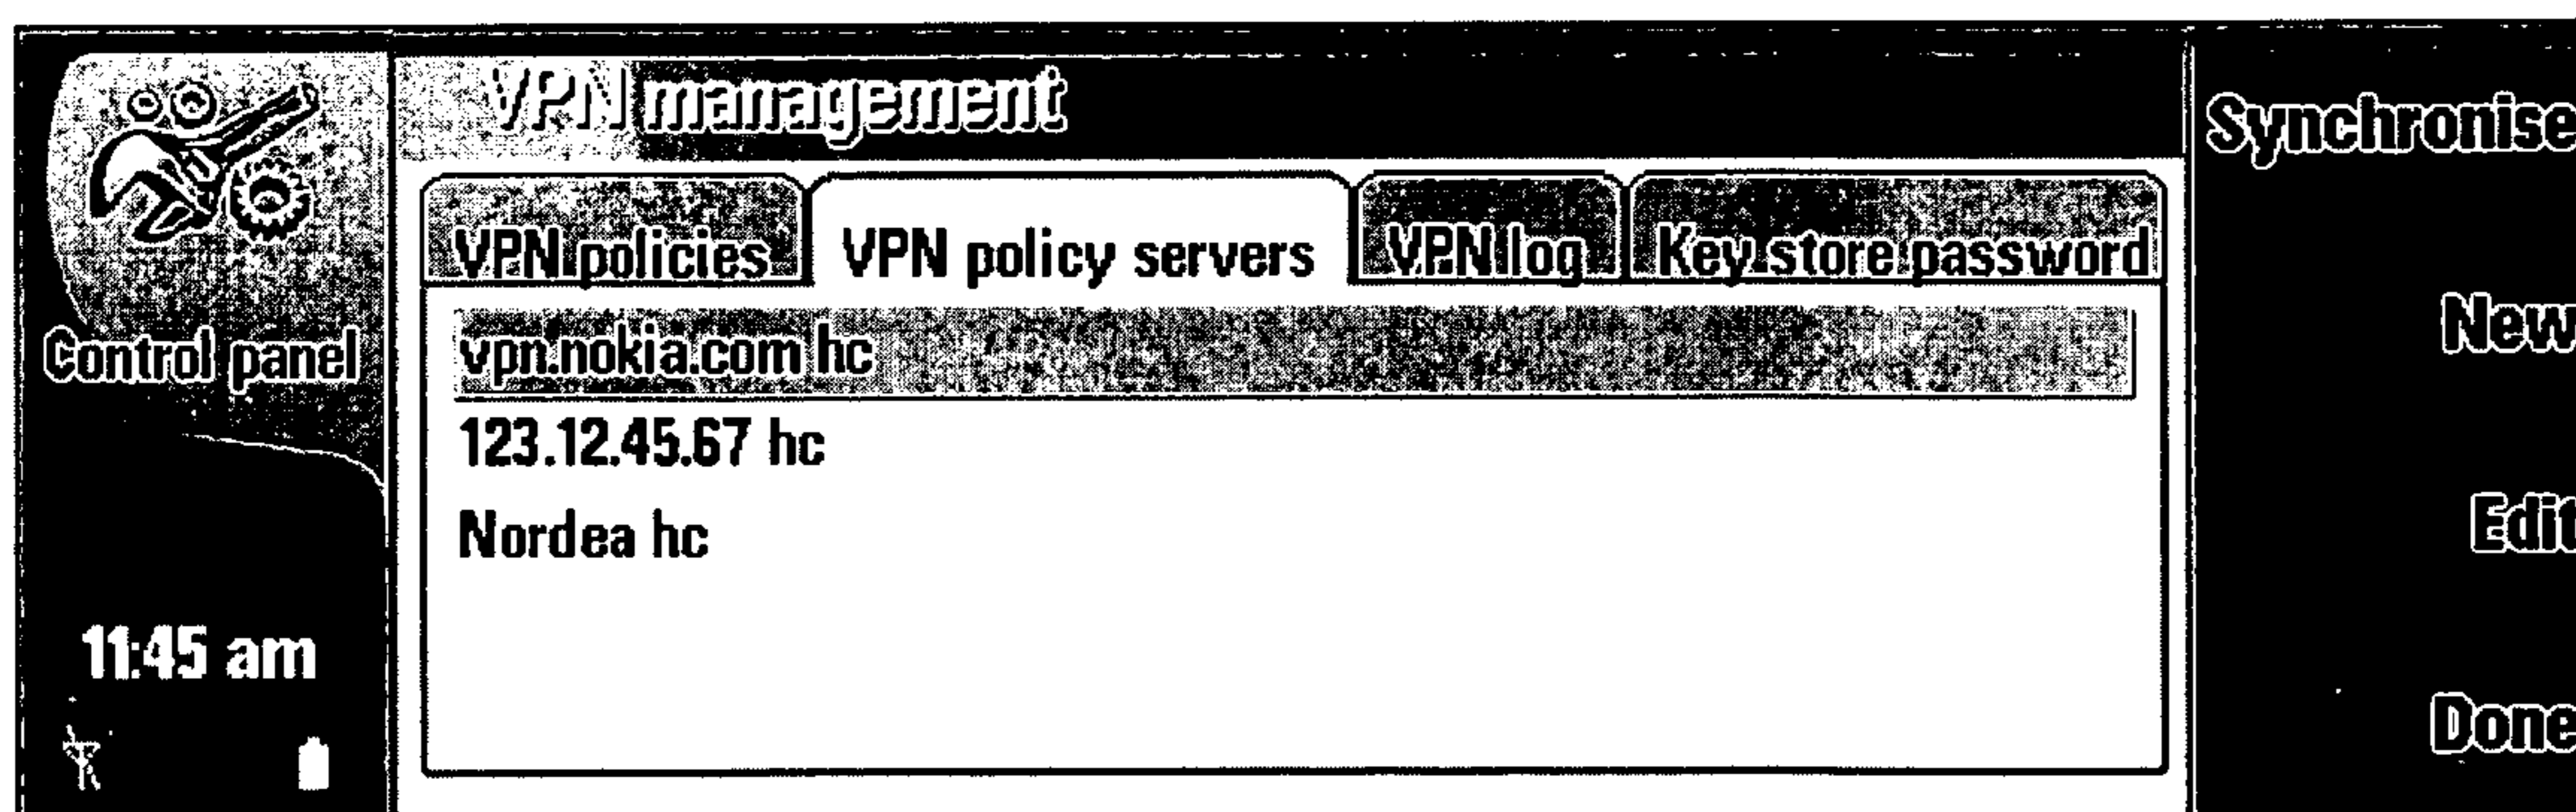 VPN management
Synchronise
VPN policies
VPN policy servers
VPN log
Key store password
New
vpn.nokia.com hc
Control panel
123.12.45.67 hc
Nordea hc
Edit
11:45 am
Done